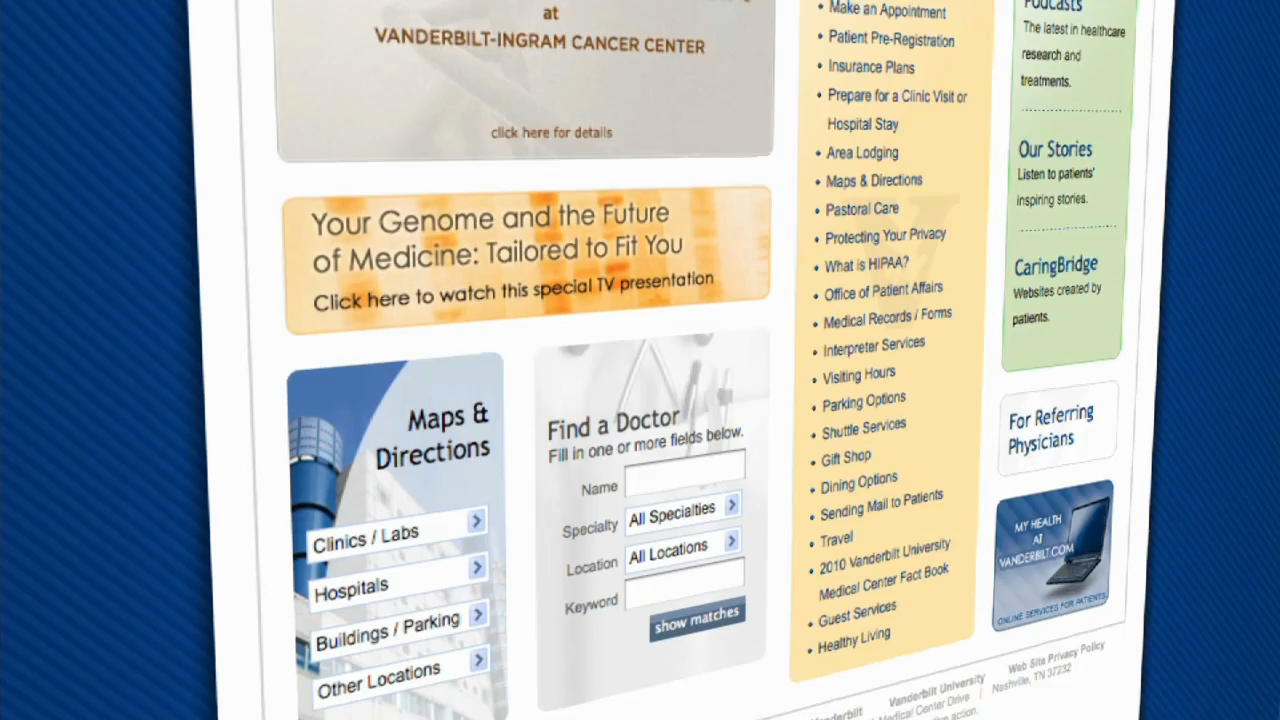 at
VANDERBILT-INGRAM CANCER CENTER
click here for details
Your Genome and the Future
of Medicine: Tailored to Fit You
Click here to watch this special TV presentation
Maps &
Directions
Clinics / Labs
Hospitals
Buildings / Parking
Other Locations
Find a Doctor
Fill in one or more fields below.
Name
Specialty All Specialties
Location All Locations
Keyword
show matches
• Make an Appointment
• Patient Pre-Registration
• Insurance Plans
• Prepare for a Clinic Visit or
Hospital Stay
• Area Lodging
• Maps & Directions
• Pastoral Care
• Protecting Your Privacy
• What is HIPAA?
• Office of Patient Affairs
• Medical Records / Forms
• Interpreter Services
• Visiting Hours
• Parking Options
• Shuttle Services
• Gift Shop
• Dining Options
• Sending Mail to Patients
• Travel
• 2010 Vanderbilt University
Medical Center Fact Book
• Guest Services
• Healthy Living
Podcasts
The latest in healthcare
research and
treatments.
Our Stories
Listen to patients'
inspiring stories.
CaringBridge
Websites created by
patients.
For Referring
Physicians
MY HEALTH
AT
VANDERBILT.COM
ONLINE SERVICES FOR PATIENTS
Vanderbilt Vanderbilt University Web Site Privacy Policy
Medical Center Drive | Nashville, TN 37232
action.